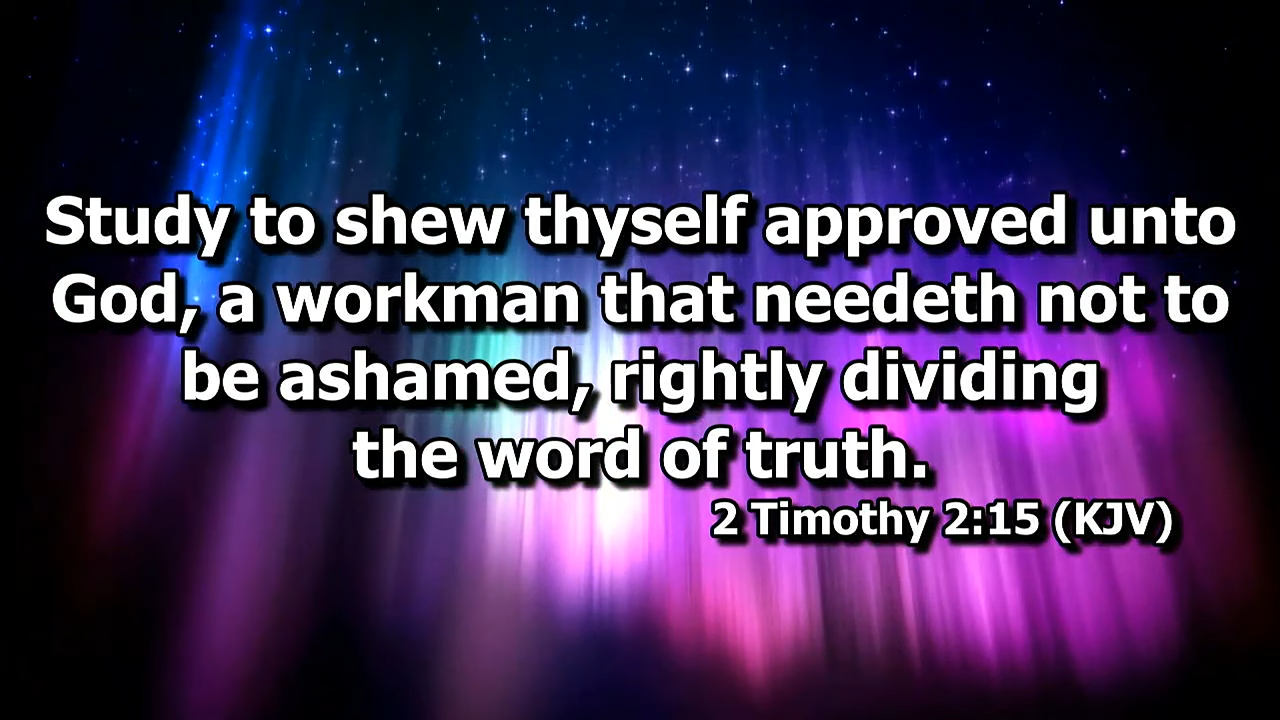 Study to shew thyself approved unto
God, a workman that needeth not to
be ashamed, rightly dividing
the word of truth.
2 Timothy 2:15 (KJV)